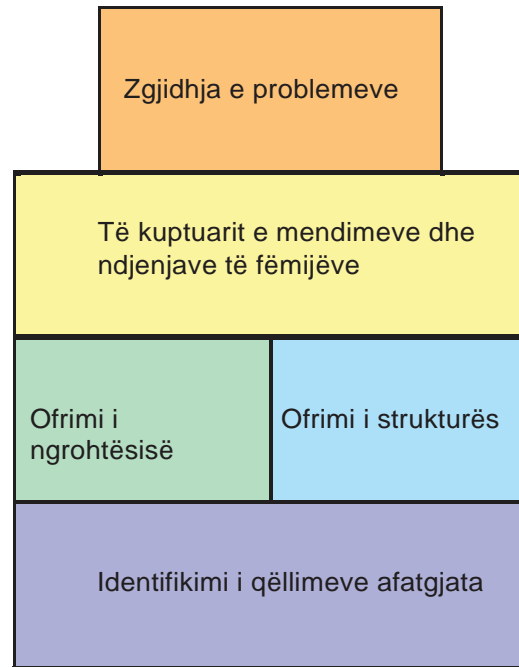 Zgjidhja e problemeve
Të kuptuarit e mendimeve dhe
ndjenjave të fëmijëve
Ofrimi i
ngrohtësisë
Ofrimi i strukturës
Identifikimi i qëllimeve afatgjata